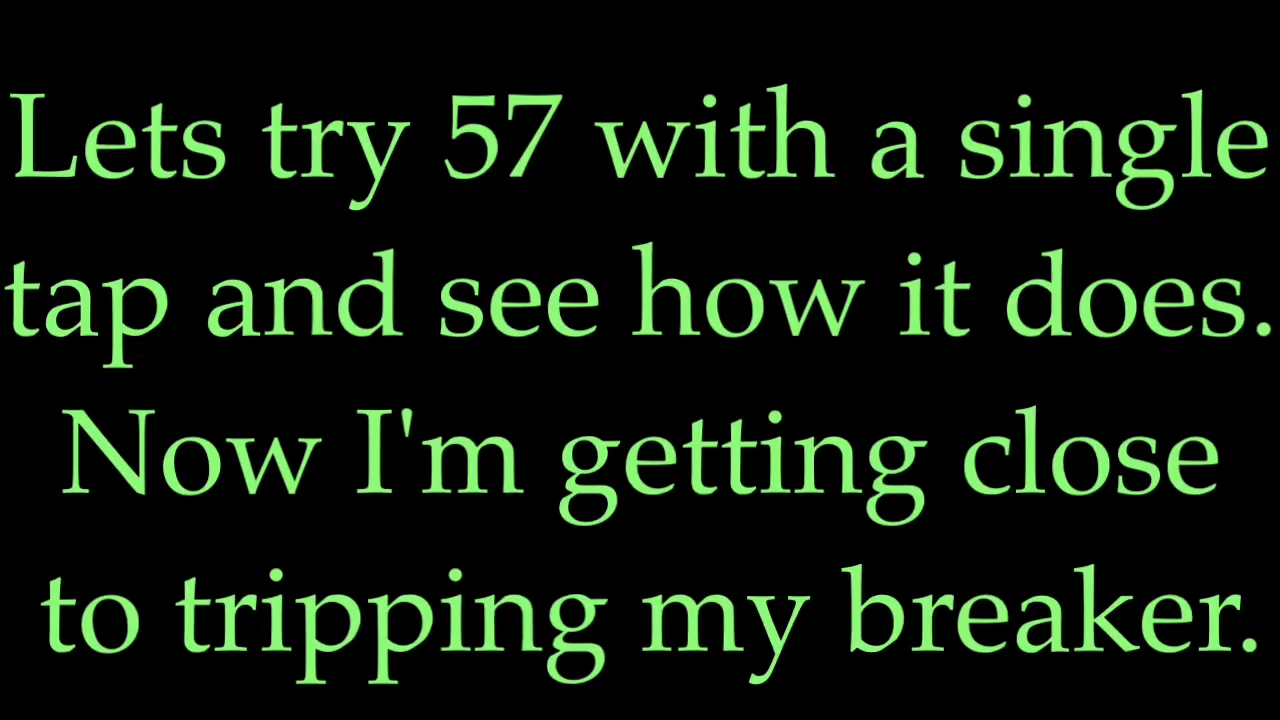 Lets try 57 with a single
tap and see how it does.
Now I'm getting close
to tripping my breaker.